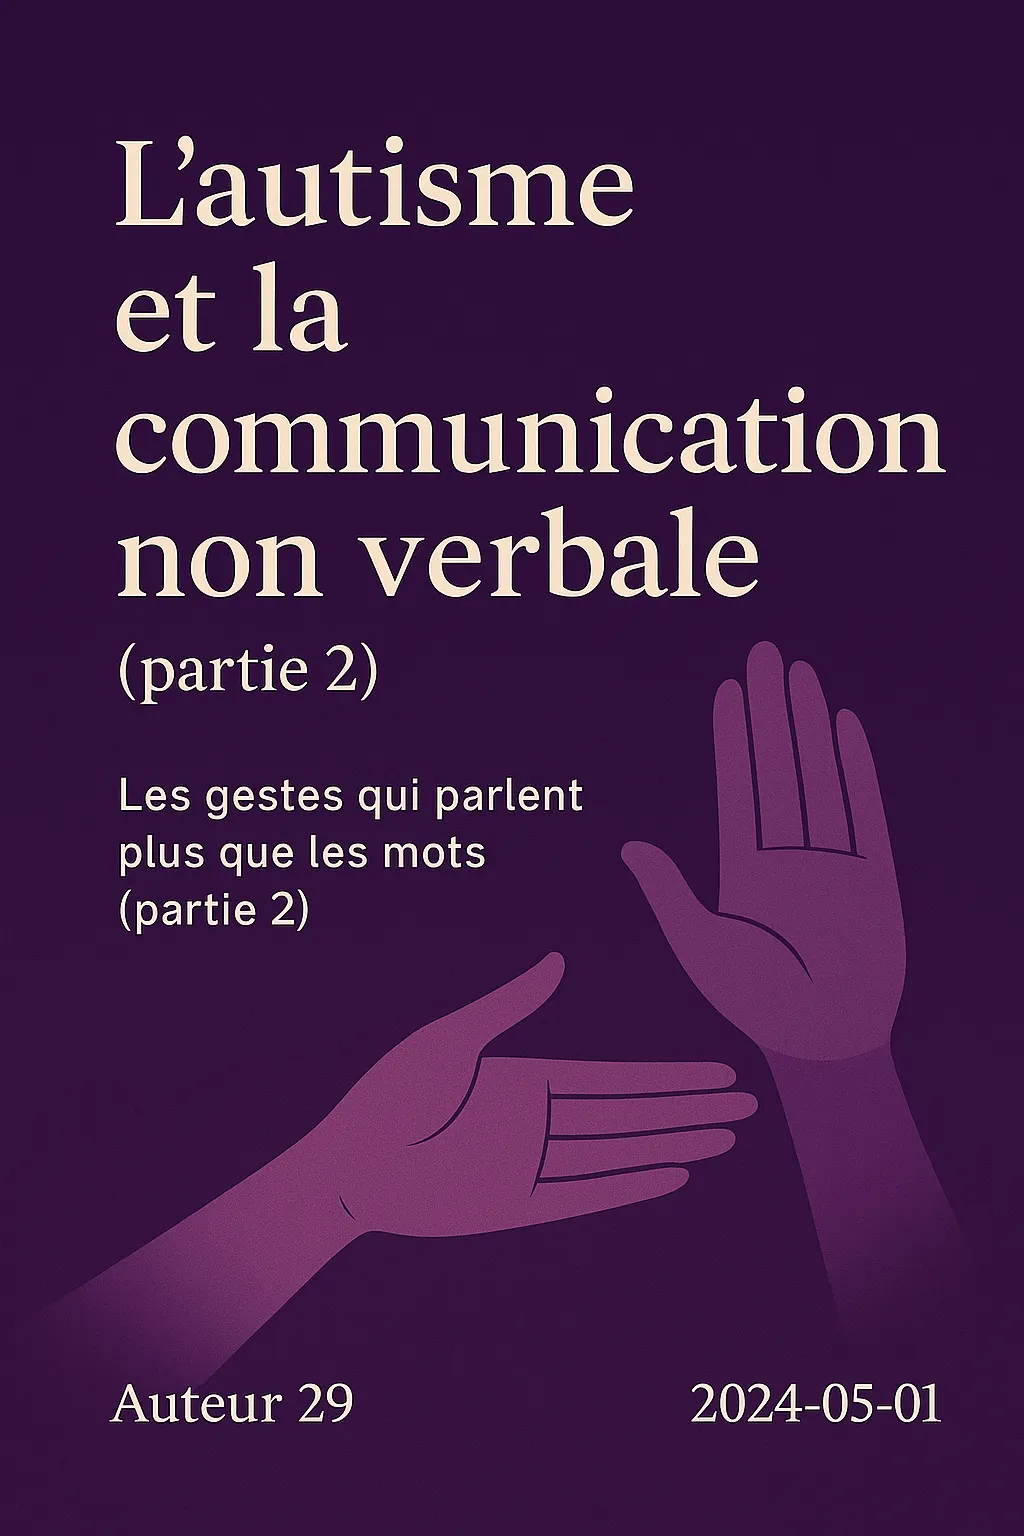 L’autisme
et la
communication
non verbale
(partie 2)
Les gestes qui parlent
plus que les mots
(partie 2)
Auteur 29
2024-05-01